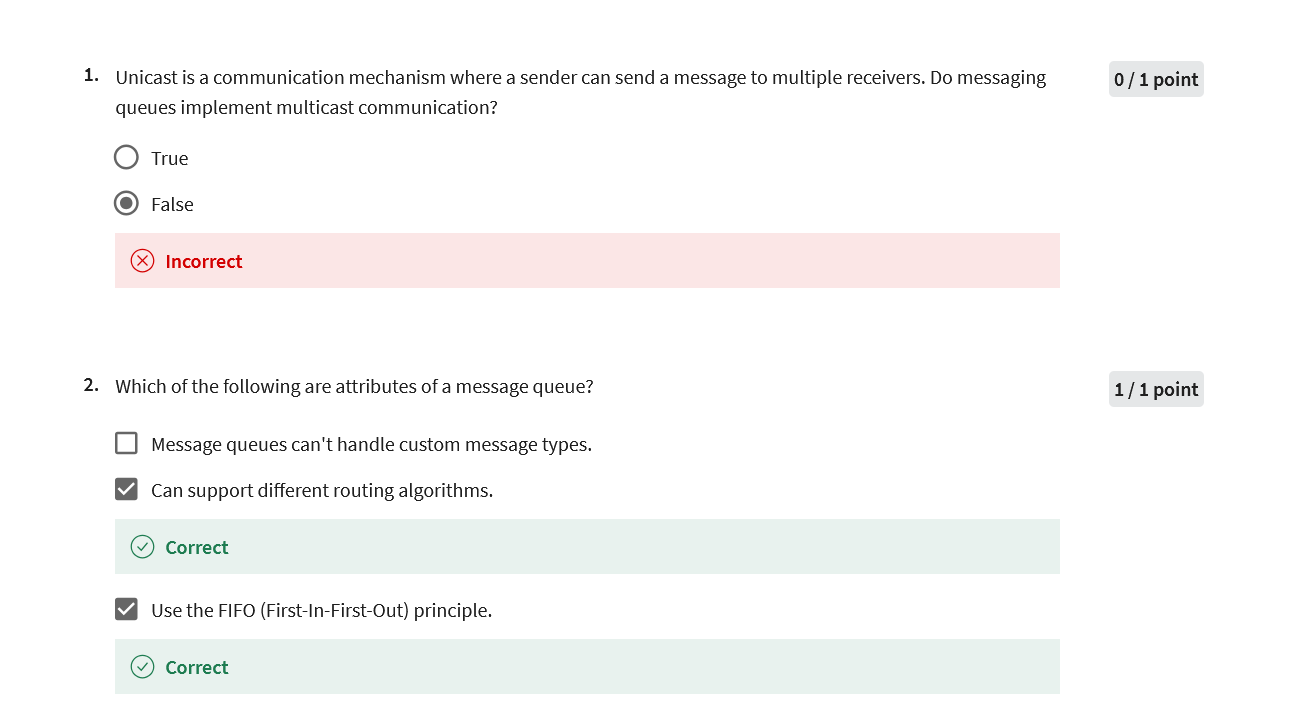 1. Unicast is a communication mechanism where a sender can send a message to multiple receivers. Do messaging
queues implement multicast communication?
0 / 1 point
True
False
Incorrect
2. Which of the following are attributes of a message queue?
1 / 1 point
Message queues can't handle custom message types.
Can support different routing algorithms.
Correct
Use the FIFO (First-In-First-Out) principle.
Correct